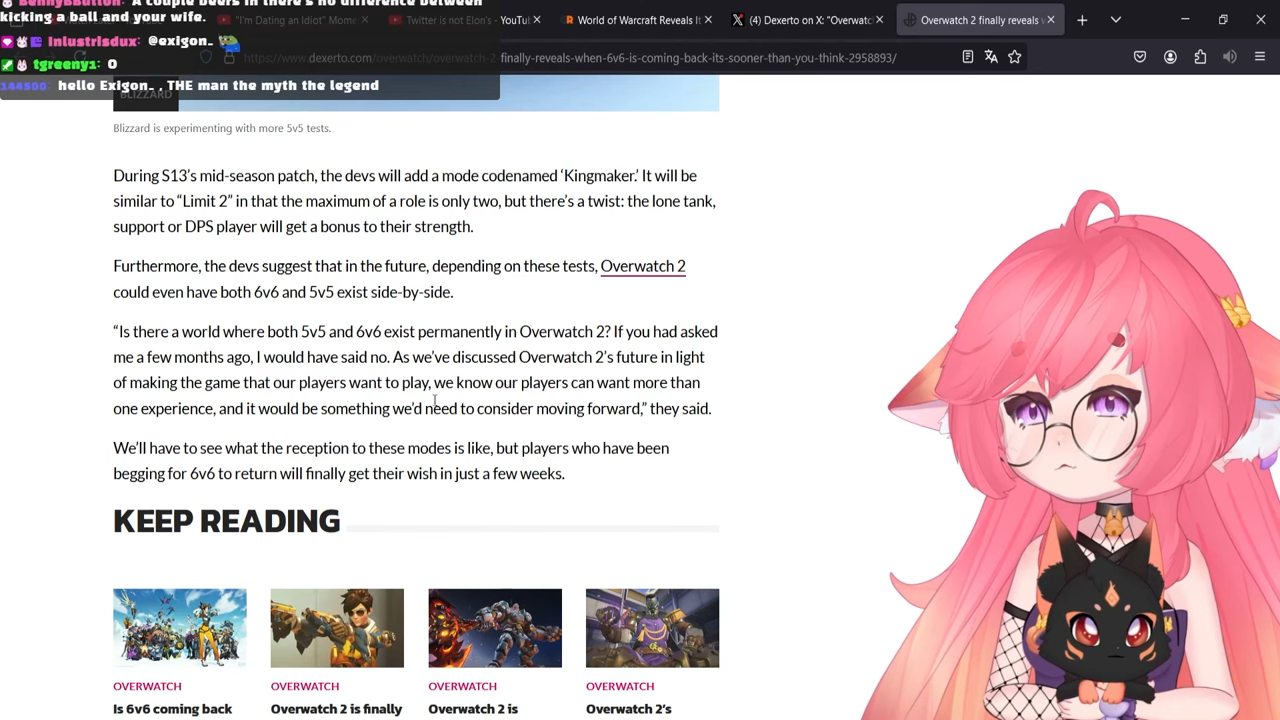 BennyBButton: A couple beers in there's no difference between
kicking a ball and your wife.
Inlustrisdux: @exigon_
tgreeny1: O
144500: hello Exigon_ , THE man the myth the legend
"I'm Dating an Idiot" Mome
Twitter is not Elon's - YouTu
World of Warcraft Reveals I
(4) Dexerto on X: "Overwatc
Overwatch 2 finally reveals
https://www.dexerto.com/overwatch/overwatch-2-finally-reveals-when-6v6-is-coming-back-its-sooner-than-you-think-2958893/
BLIZZARD
Blizzard is experimenting with more 5v5 tests.
During S13's mid-season patch, the devs will add a mode codenamed ‘Kingmaker.’ It will be
similar to “Limit 2” in that the maximum of a role is only two, but there’s a twist: the lone tank,
support or DPS player will get a bonus to their strength.
Furthermore, the devs suggest that in the future, depending on these tests, Overwatch 2
could even have both 6v6 and 5v5 exist side-by-side.
“Is there a world where both 5v5 and 6v6 exist permanently in Overwatch 2? If you had asked
me a few months ago, I would have said no. As we’ve discussed Overwatch 2’s future in light
of making the game that our players want to play, we know our players can want more than
one experience, and it would be something we’d need to consider moving forward,” they said.
We’ll have to see what the reception to these modes is like, but players who have been
begging for 6v6 to return will finally get their wish in just a few weeks.
KEEP READING
OVERWATCH
OVERWATCH
OVERWATCH
OVERWATCH
Is 6v6 coming back
Overwatch 2 is finally
Overwatch 2 is
Overwatch 2's